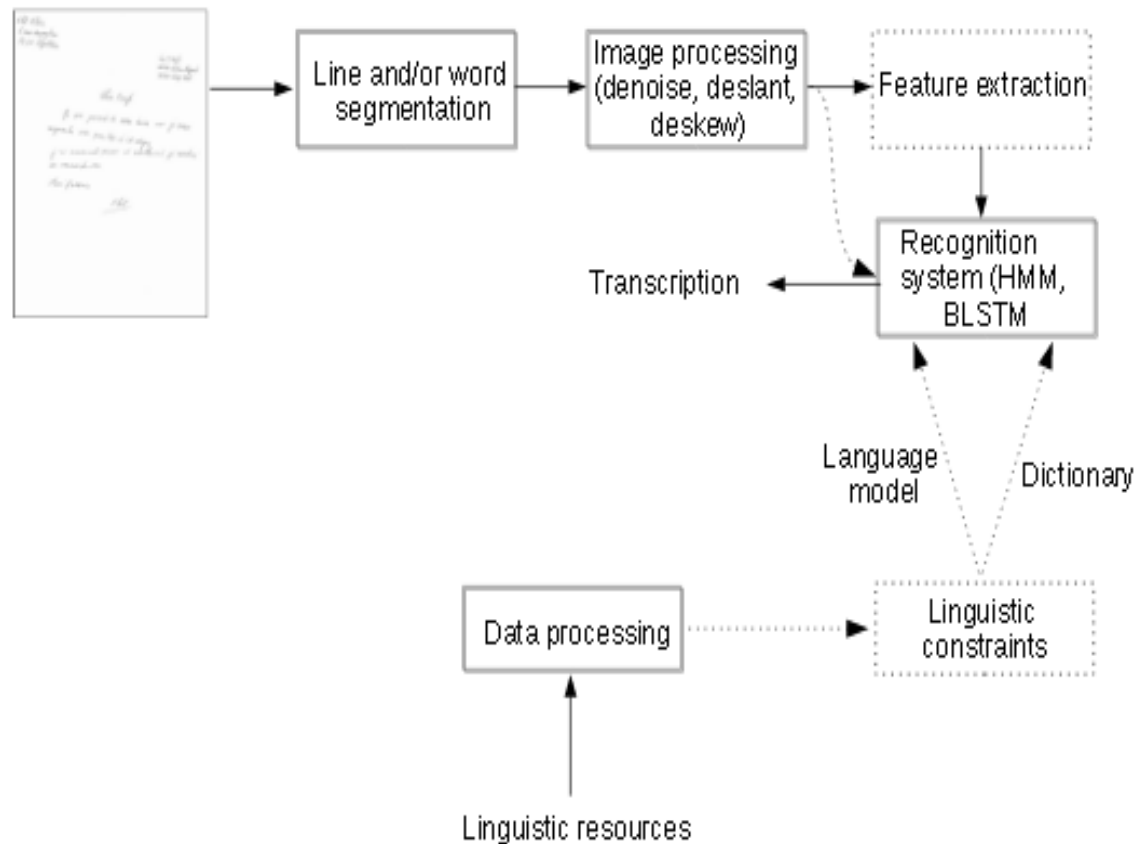 Line and/or word
segmentation
Image processing
(denoise, deslant,
deskew)
Feature extraction
Recognition
system (HMM,
BLSTM
Transcription
Language
model
Dictionary
Data processing
Linguistic
constraints
Linguistic resources